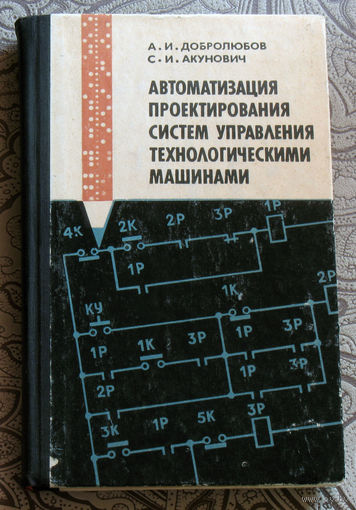 А. И. ДОБРОЛЮБОВ
С. И. АКУНОВИЧ
АВТОМАТИЗАЦИЯ
ПРОЕКТИРОВАНИЯ
СИСТЕМ УПРАВЛЕНИЯ
ТЕХНОЛОГИЧЕСКИМИ
МАШИНАМИ
4К 2К 2Р 3Р 1Р
1Р
КУ 1К 2Р
1Р 1К 3Р 1Р 3Р
2Р 1Р 3Р
3К 1Р 5К 3Р